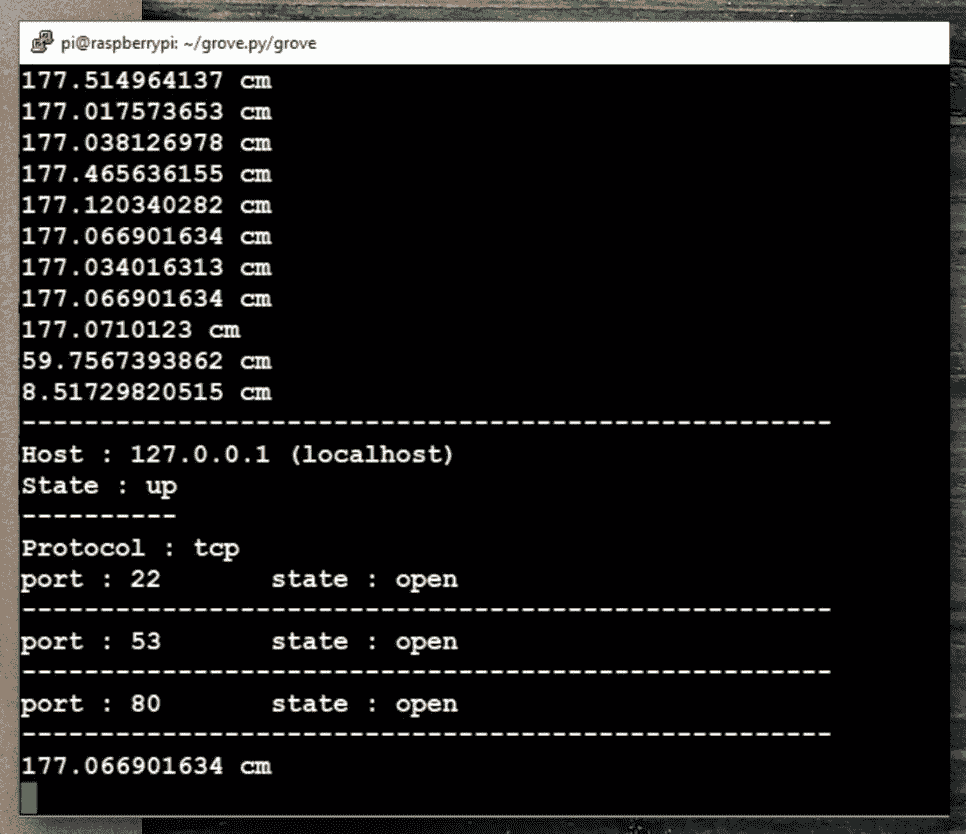 pi@raspberrypi: ~/grove.py/grove
177.514964137 cm
177.017573653 cm
177.038126978 cm
177.465636155 cm
177.120340282 cm
177.066901634 cm
177.034016313 cm
177.066901634 cm
177.0710123 cm
59.7567393862 cm
8.51729820515 cm
----------------------------------------------------
Host : 127.0.0.1 (localhost)
State : up
----------
Protocol : tcp
port : 22       state : open
----------------------------------------------------
port : 53       state : open
----------------------------------------------------
port : 80       state : open
----------------------------------------------------
177.066901634 cm